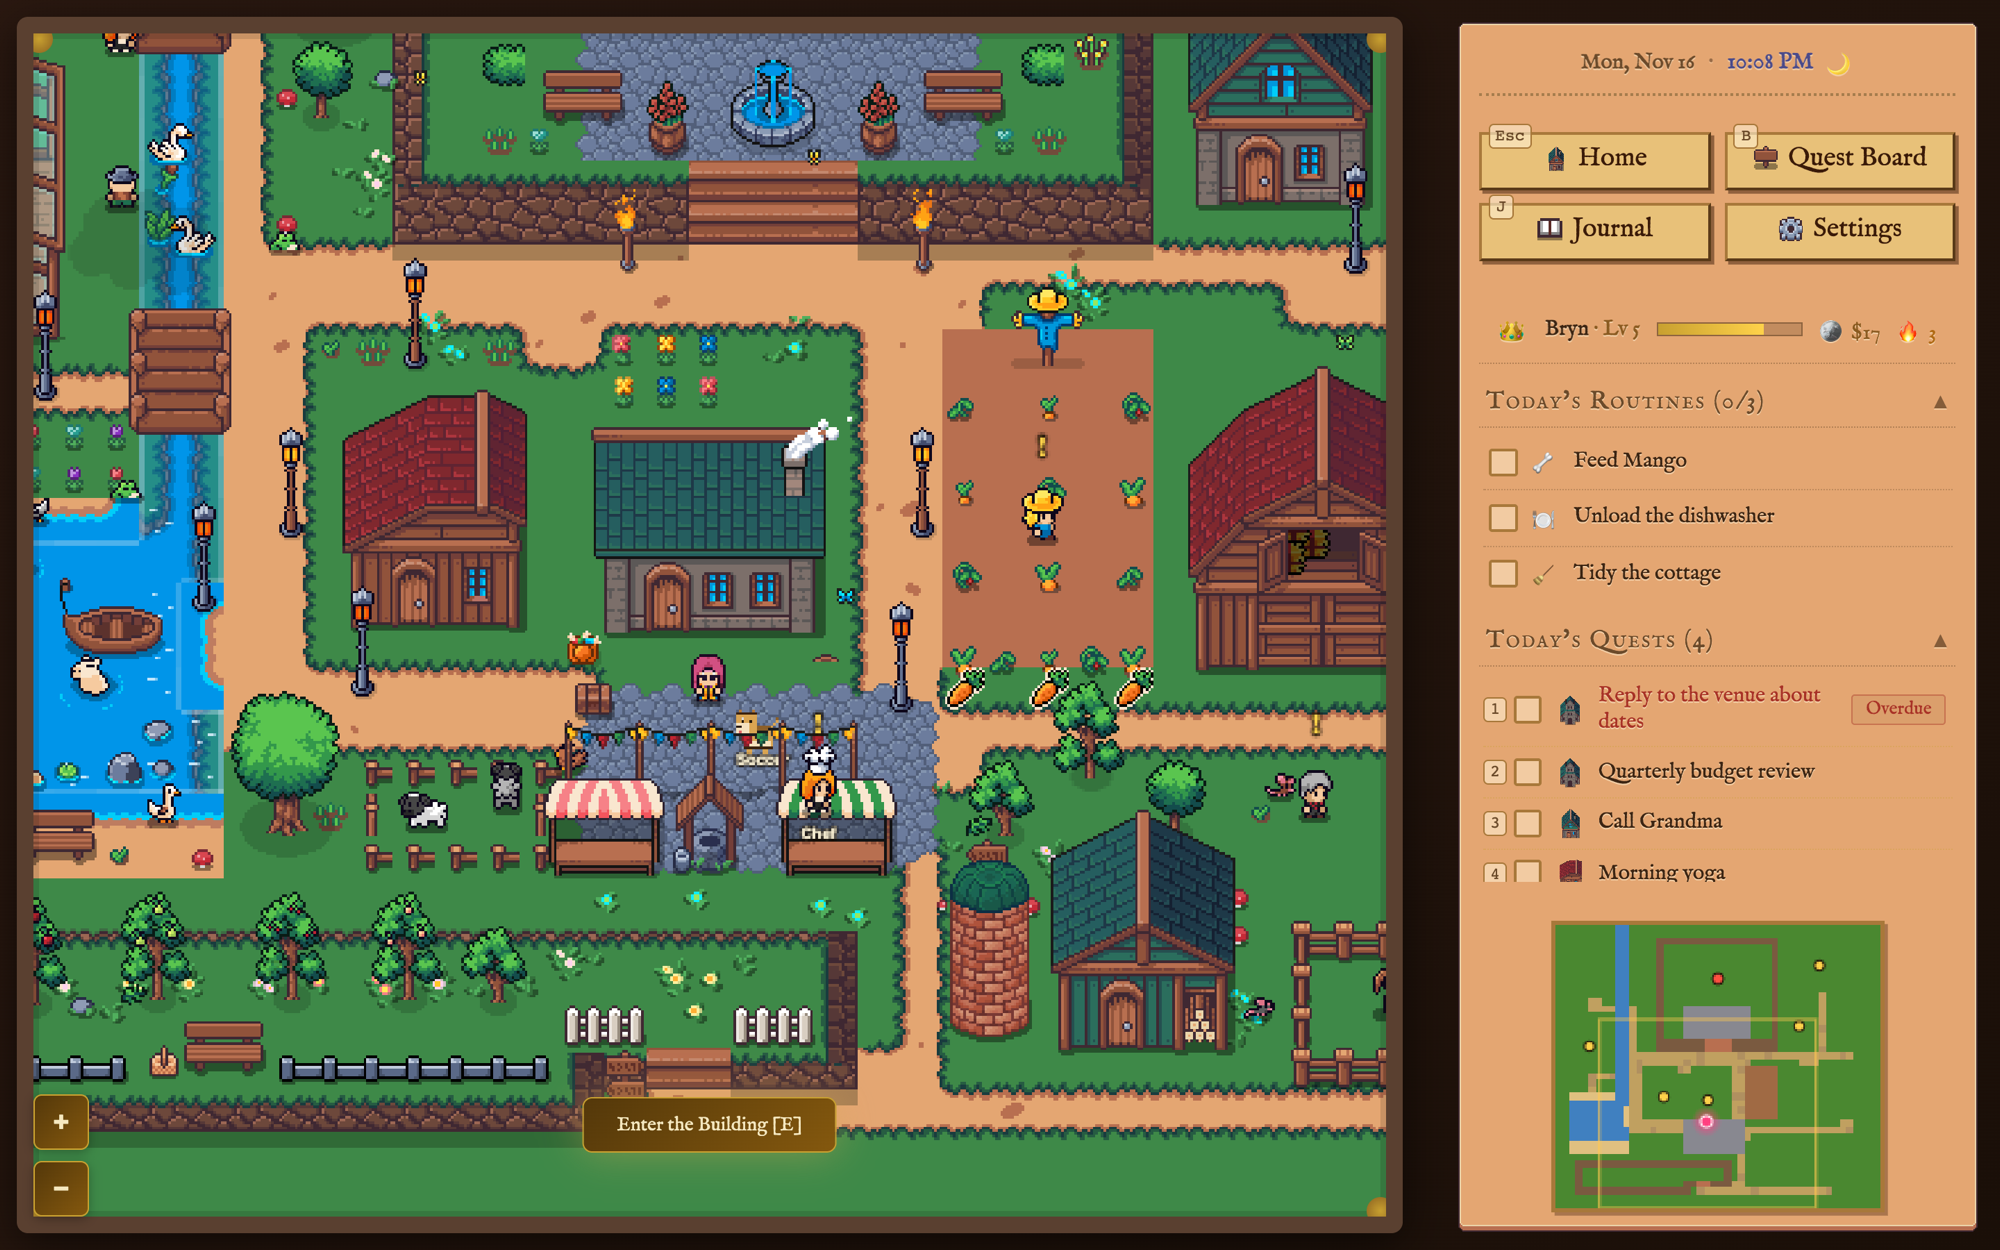 Mon, Nov 16 · 10:08 PM
Esc
Home
B
Quest Board
J
Journal
Settings
Bryn · Lv 5
$17
3
Today's Routines (0/3)
Feed Mango
Unload the dishwasher
Tidy the cottage
Today's Quests (4)
1
Reply to the venue about
dates
Overdue
2
Quarterly budget review
3
Call Grandma
4
Morning yoga
Chef
+
−
Enter the Building [E]